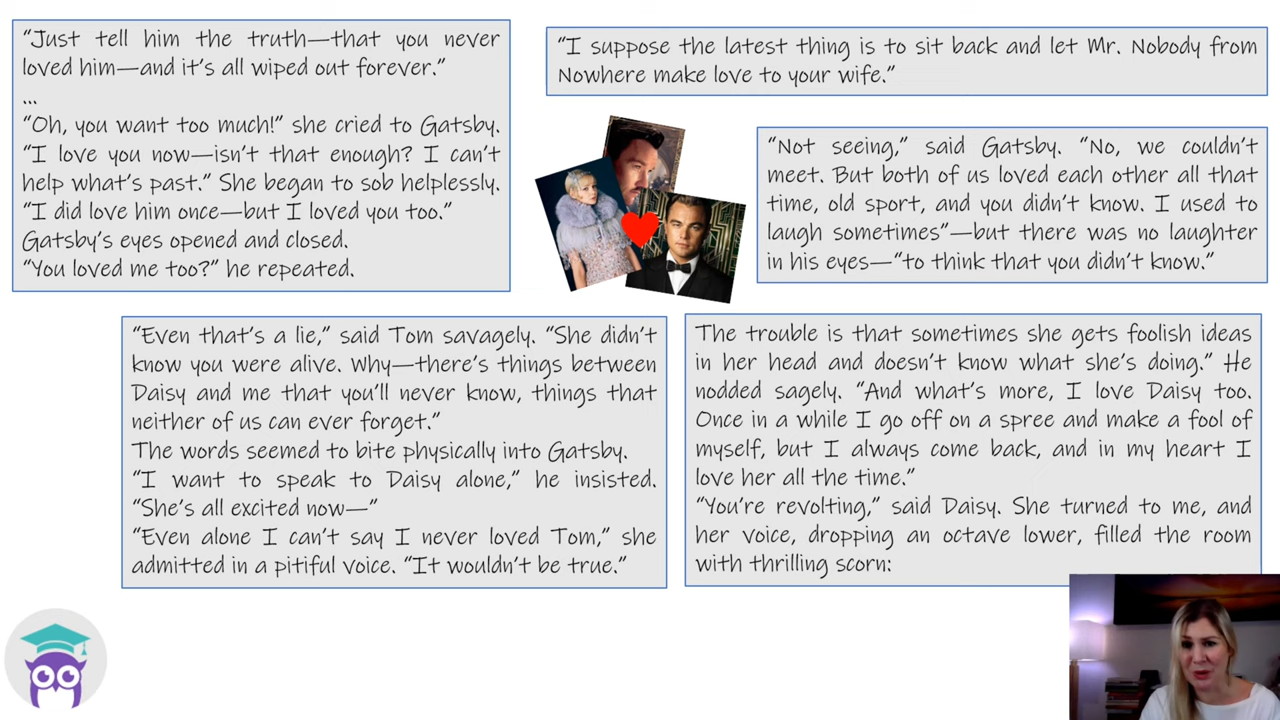 “Just tell him the truth—that you never
loved him—and it’s all wiped out forever.”
...
“Oh, you want too much!” she cried to Gatsby.
“I love you now—isn’t that enough? I can’t
help what’s past.” She began to sob helplessly.
“I did love him once—but I loved you too.”
Gatsby’s eyes opened and closed.
“You loved me too?” he repeated.
“I suppose the latest thing is to sit back and let Mr. Nobody from
Nowhere make love to your wife.”
“Not seeing,” said Gatsby. “No, we couldn’t
meet. But both of us loved each other all that
time, old sport, and you didn’t know. I used to
laugh sometimes”—but there was no laughter
in his eyes—“to think that you didn’t know.”
“Even that’s a lie,” said Tom savagely. “She didn’t
know you were alive. Why—there’s things between
Daisy and me that you’ll never know, things that
neither of us can ever forget.”
The words seemed to bite physically into Gatsby.
“I want to speak to Daisy alone,” he insisted.
“She’s all excited now—”
“Even alone I can’t say I never loved Tom,” she
admitted in a pitiful voice. “It wouldn’t be true.”
The trouble is that sometimes she gets foolish ideas
in her head and doesn’t know what she’s doing.” He
nodded sagely. “And what’s more, I love Daisy too.
Once in a while I go off on a spree and make a fool of
myself, but I always come back, and in my heart I
love her all the time.”
“You’re revolting,” said Daisy. She turned to me, and
her voice, dropping an octave lower, filled the room
with thrilling scorn: